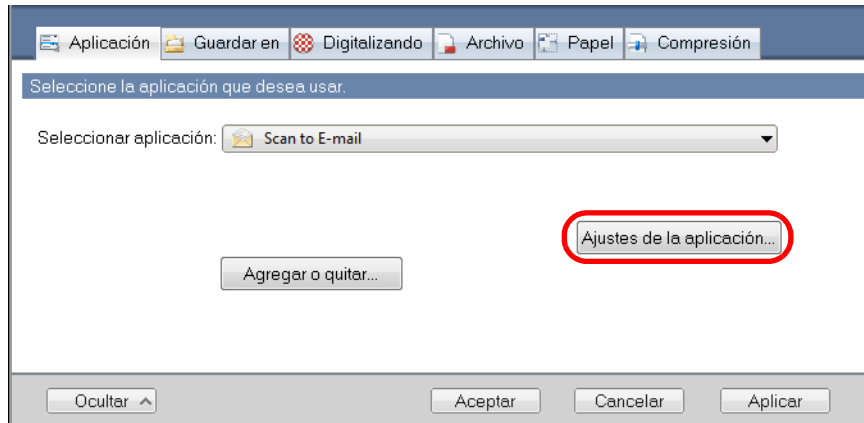 Aplicación Guardar en Digitalizando Archivo Papel Compresión
Seleccione la aplicación que desea usar.
Seleccionar aplicación: Scan to E-mail
Ajustes de la aplicación...
Agregar o quitar...
Ocultar Aceptar Cancelar Aplicar